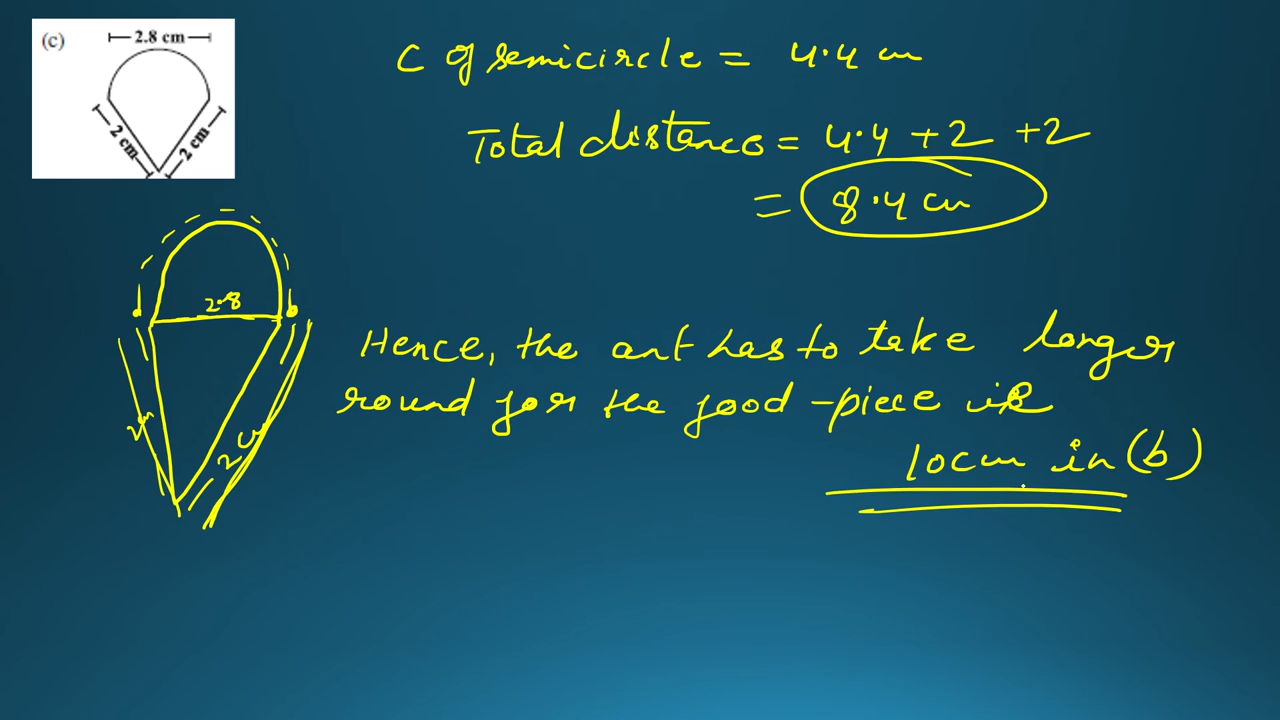 (c)
2.8 cm
2 cm
2 cm
C of semicircle = 4.4 cm
Total distance = 4.4 + 2 + 2
= 8.4 cm
2.8
2 cm
Hence, the ant has to take longer
round for the food-piece is
10cm in (b)